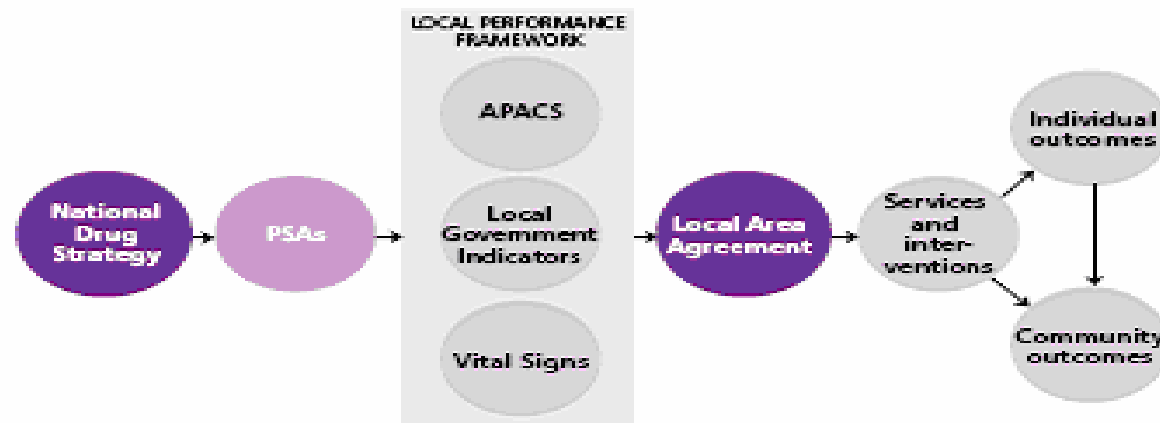 LOCAL PERFORMANCE
FRAMEWORK
National
Drug
Strategy
PSAs
APACS
Local
Government
Indicators
Vital Signs
Local Area
Agreement
Services
and
inter-
ventions
Individual
outcomes
Community
outcomes